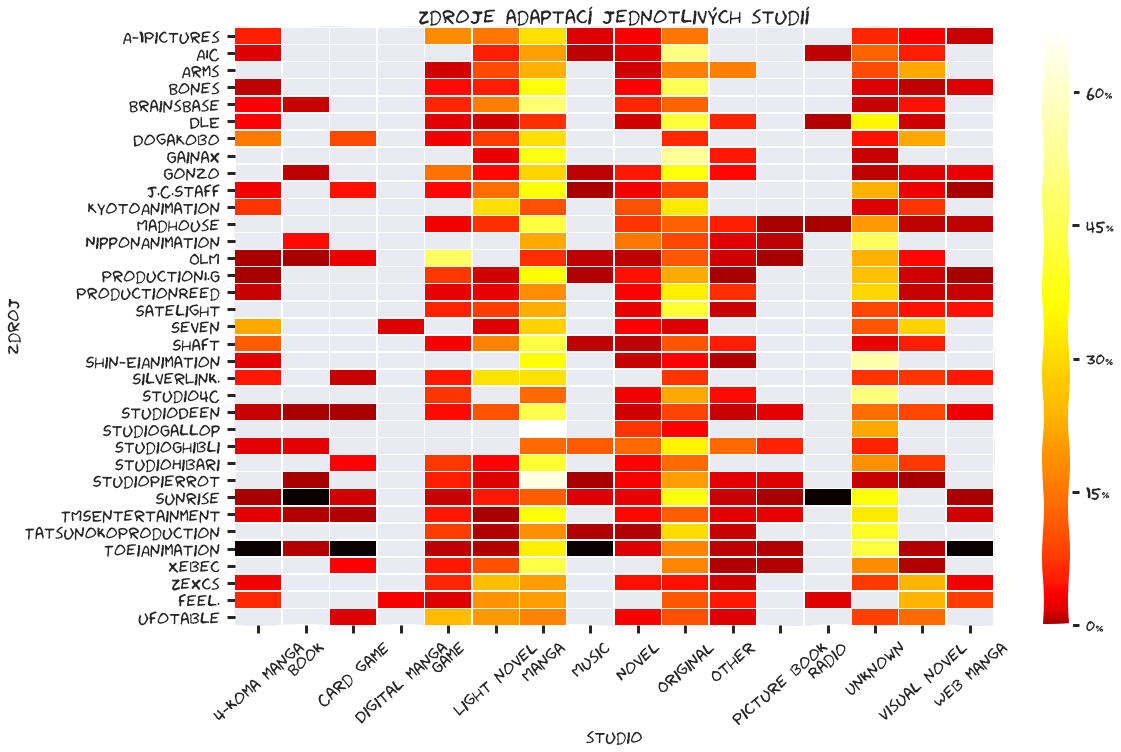 ZDROJE ADAPTACÍ JEDNOTLIVÝCH STUDIÍ
A-1PICTURES
AIC
ARMS
BONES
BRAINSBASE
DLE
DOGAKOBO
GAINAX
GONZO
J.C.STAFF
KYOTOANIMATION
MADHOUSE
NIPPONANIMATION
OLM
PRODUCTIONI.G
PRODUCTIONREED
SATELIGHT
SEVEN
SHAFT
SHIN-EIANIMATION
SILVERLINK.
STUDIO4C
STUDIODEEN
STUDIOGALLOP
STUDIOGHIBLI
STUDIOHIBARI
STUDIOPIERROT
SUNRISE
TMSENTERTAINMENT
TATSUNOKOPRODUCTION
TOEIANIMATION
XEBEC
ZEXCS
FEEL.
UFOTABLE
ZDROJ
4-KOMA MANGA
BOOK
CARD GAME
DIGITAL MANGA
GAME
LIGHT NOVEL
MANGA
MUSIC
NOVEL
ORIGINAL
OTHER
PICTURE BOOK
RADIO
UNKNOWN
VISUAL NOVEL
WEB MANGA
STUDIO
60%
45%
30%
15%
0%